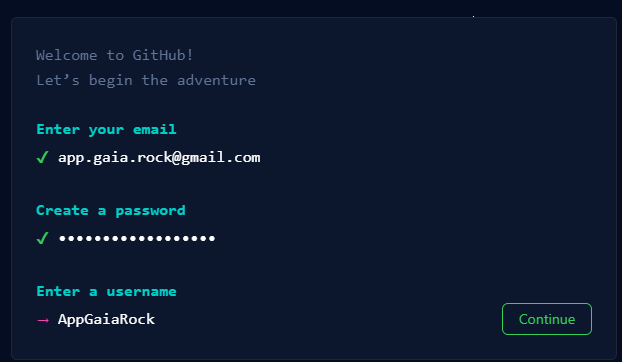 Welcome to GitHub!
Let’s begin the adventure
Enter your email
✓ app.gaia.rock@gmail.com
Create a password
✓ ••••••••••••••••••
Enter a username
→ AppGaiaRock
Continue